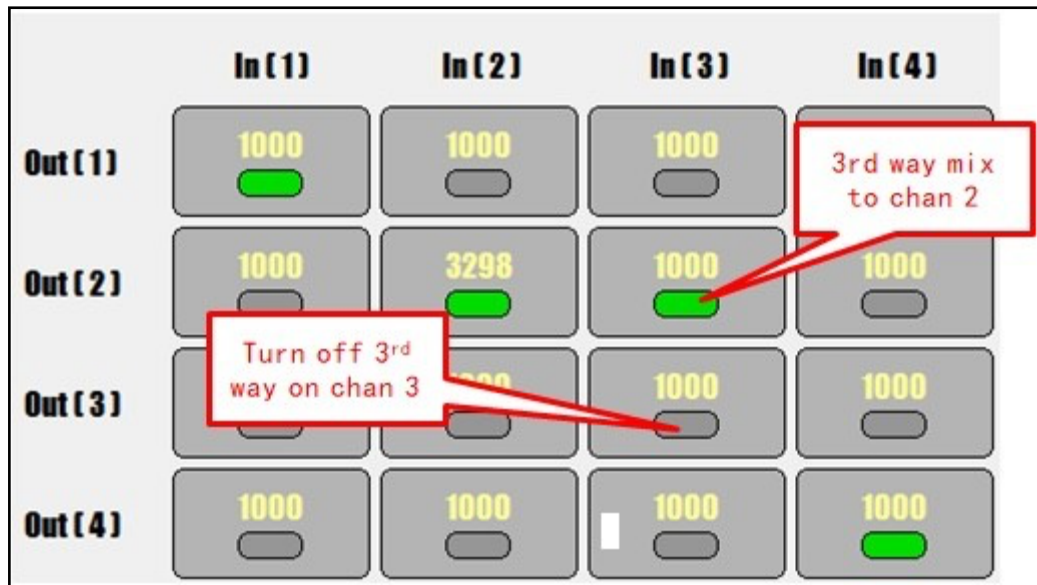 In(1) In(2) In(3) In(4)
Out(1) 1000 1000 1000
3rd way mix
to chan 2
Out(2) 1000 3298 1000 1000
Turn off 3rd
way on chan 3
Out(3) 1000 1000
Out(4) 1000 1000 1000 1000